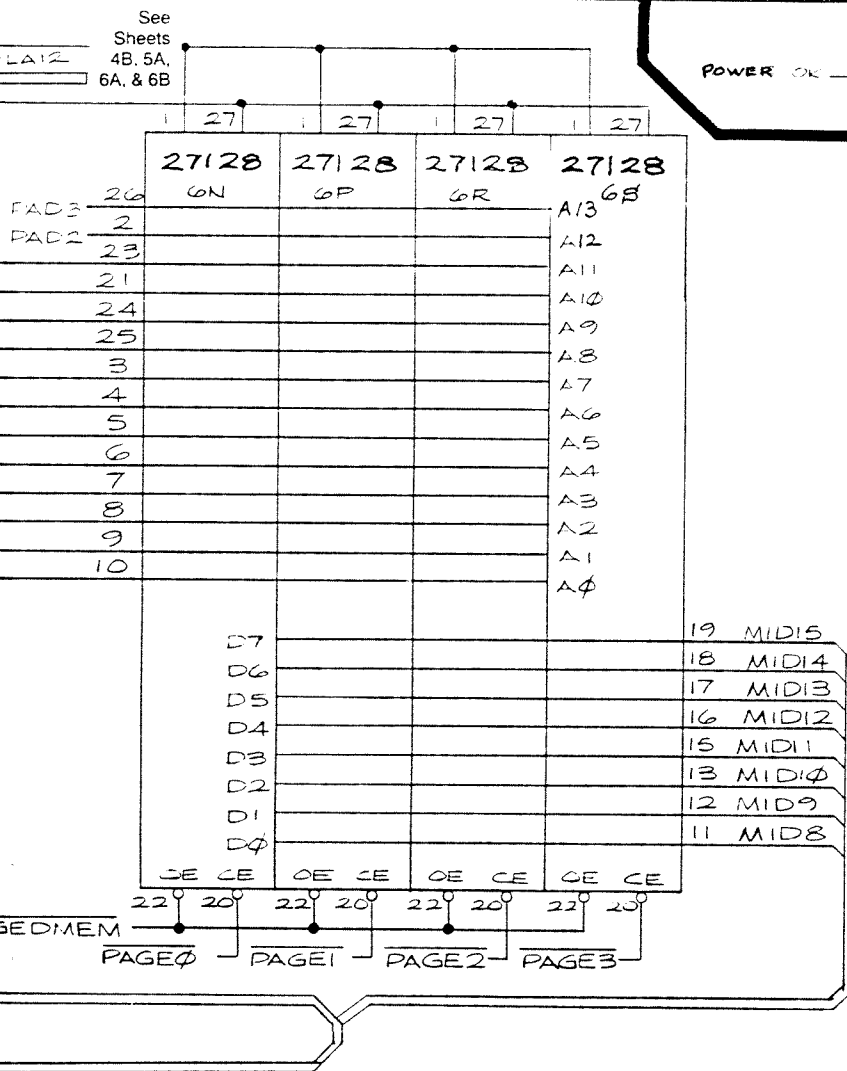 See
Sheets
LA12 4B, 5A,
6A, & 6B
POWER OK
1 27 1 27 1 27 1 27
27128 27128 27128 27128
6N 6P 6R 6S
PAD3 26 A13
PAD2 2 A12
23 A11
21 A10
24 A9
25 A8
3 A7
4 A6
5 A5
6 A4
7 A3
8 A2
9 A1
10 A0
D7 19 MID15
D6 18 MID14
D5 17 MID13
D4 16 MID12
D3 15 MID11
D2 13 MID10
D1 12 MID9
D0 11 MID8
OE CE OE CE OE CE OE CE
22 20 22 20 22 20 22 20
GEDMEM
PAGE0 PAGE1 PAGE2 PAGE3